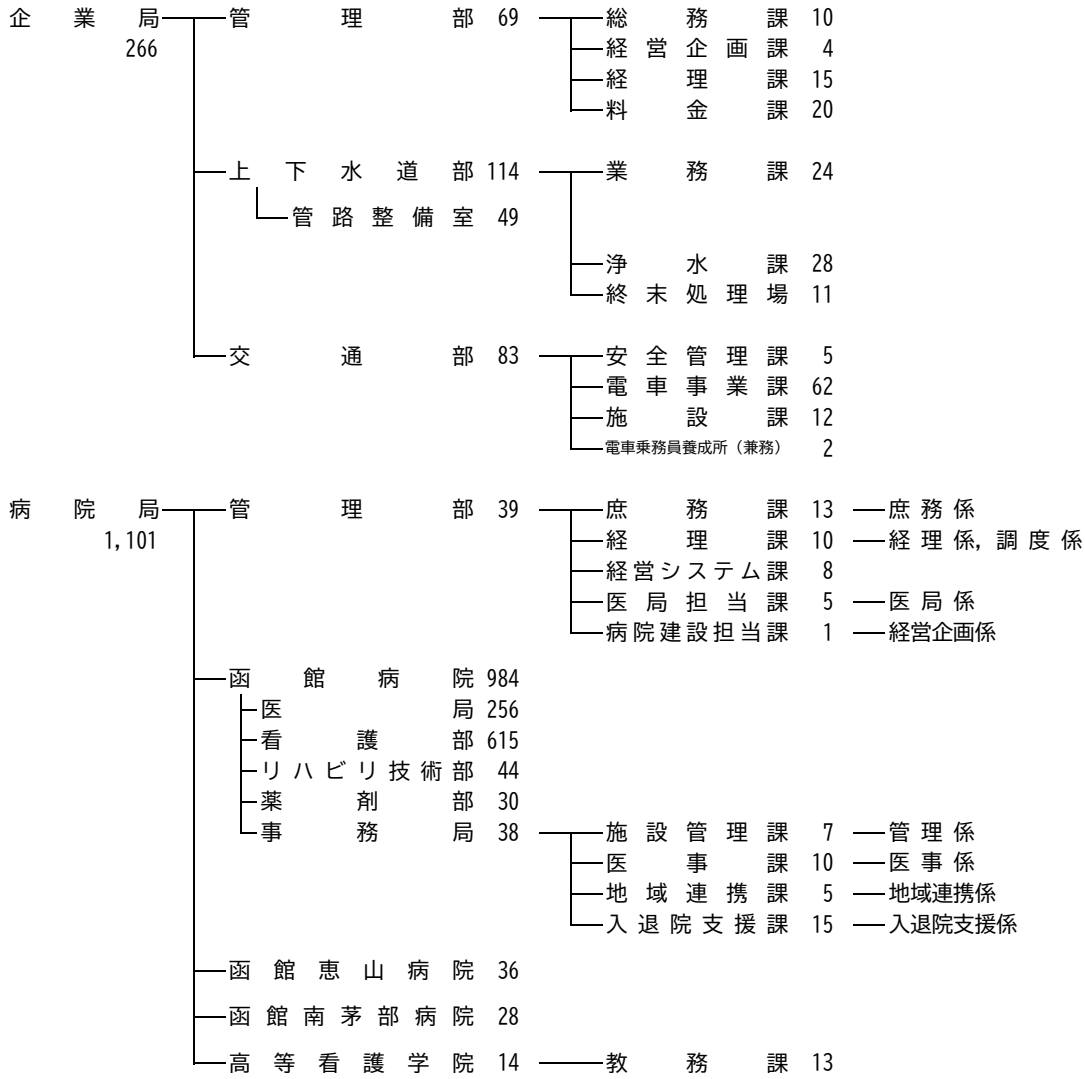 企業局 管理部 69 総務課 10
266 経営企画課 4
経理課 15
料金課 20
上下水道部 114 業務課 24
管路整備室 49
浄水課 28
終末処理場 11
交通部 83 安全管理課 5
電車事業課 62
施設課 12
電車乗務員養成所（兼務） 2
病院局 管理部 39 庶務課 13 庶務係
1,101 経理課 10 経理係，調度係
経営システム課 8
医局担当課 5 医局係
病院建設担当課 1 経営企画係
函館病院 984
医局 256
看護部 615
リハビリ技術部 44
薬剤部 30
事務局 38 施設管理課 7 管理係
医事課 10 医事係
地域連携課 5 地域連携係
入退院支援課 15 入退院支援係
函館恵山病院 36
函館南茅部病院 28
高等看護学院 14 教務課 13